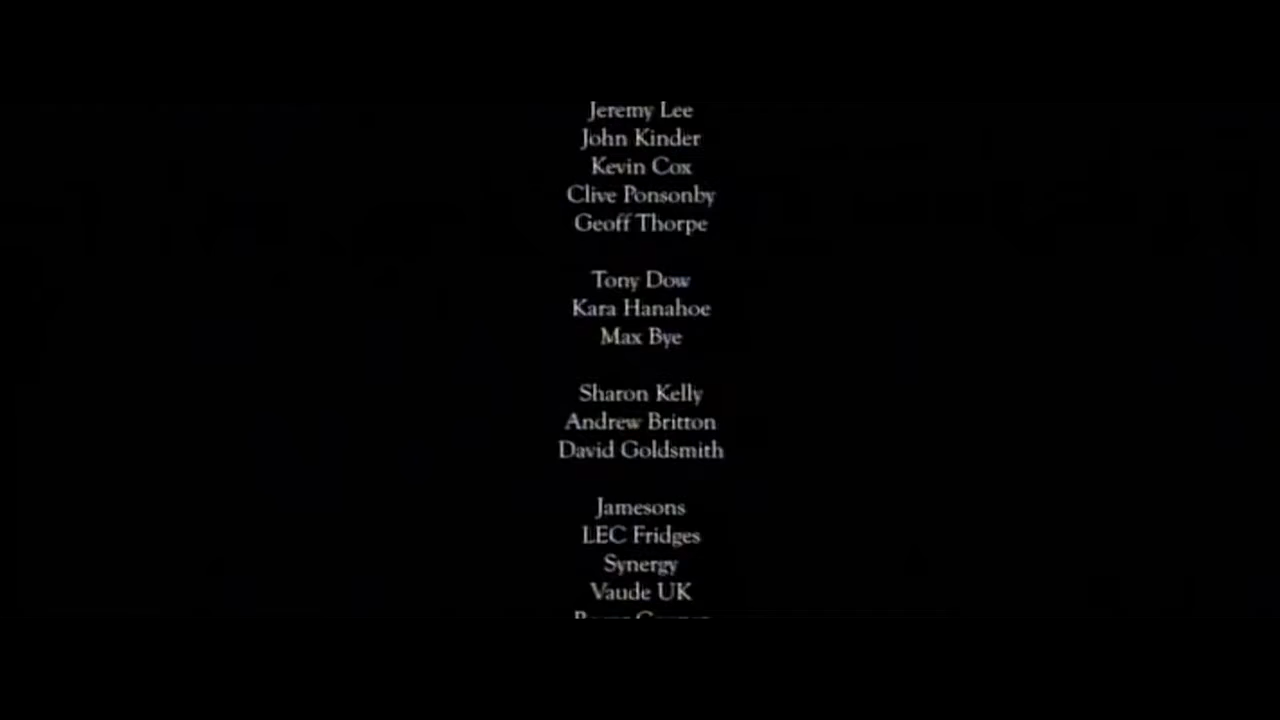 Jeremy Lee
John Kinder
Kevin Cox
Clive Ponsonby
Geoff Thorpe
Tony Dow
Kara Hanahoe
Max Bye
Sharon Kelly
Andrew Britton
David Goldsmith
Jamesons
LEC Fridges
Synergy
Vaude UK